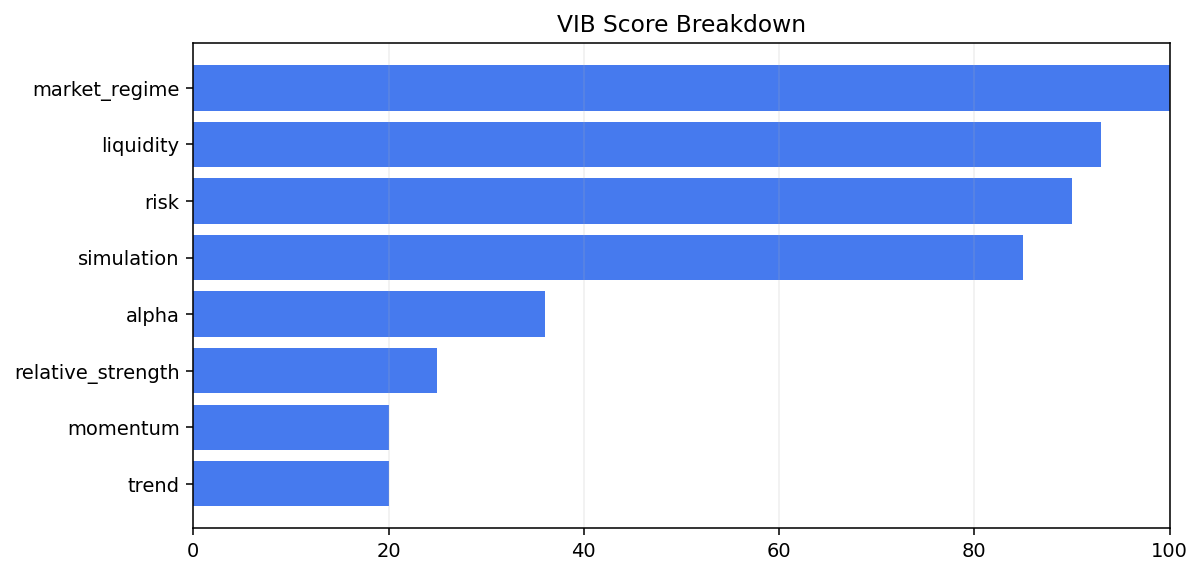 VIB Score Breakdown
market_regime
liquidity
risk
simulation
alpha
relative_strength
momentum
trend
0 20 40 60 80 100